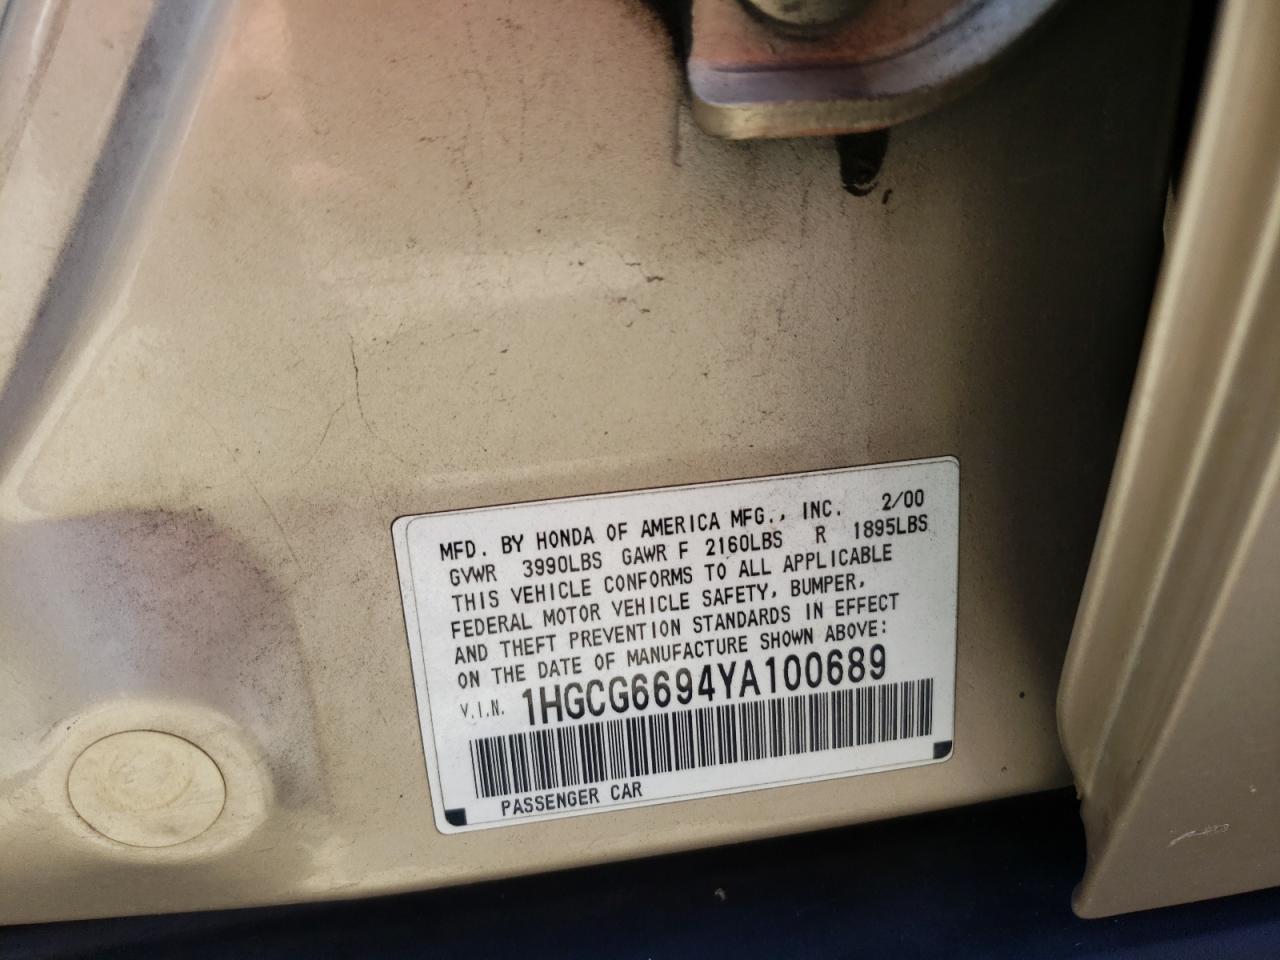 MFD. BY HONDA OF AMERICA MFG., INC. 2/00
GVWR 3990LBS GAWR F 2160LBS R 1895LBS
THIS VEHICLE CONFORMS TO ALL APPLICABLE
FEDERAL MOTOR VEHICLE SAFETY, BUMPER,
AND THEFT PREVENTION STANDARDS IN EFFECT
ON THE DATE OF MANUFACTURE SHOWN ABOVE:
V.I.N. 1HGCG6694YA100689
PASSENGER CAR